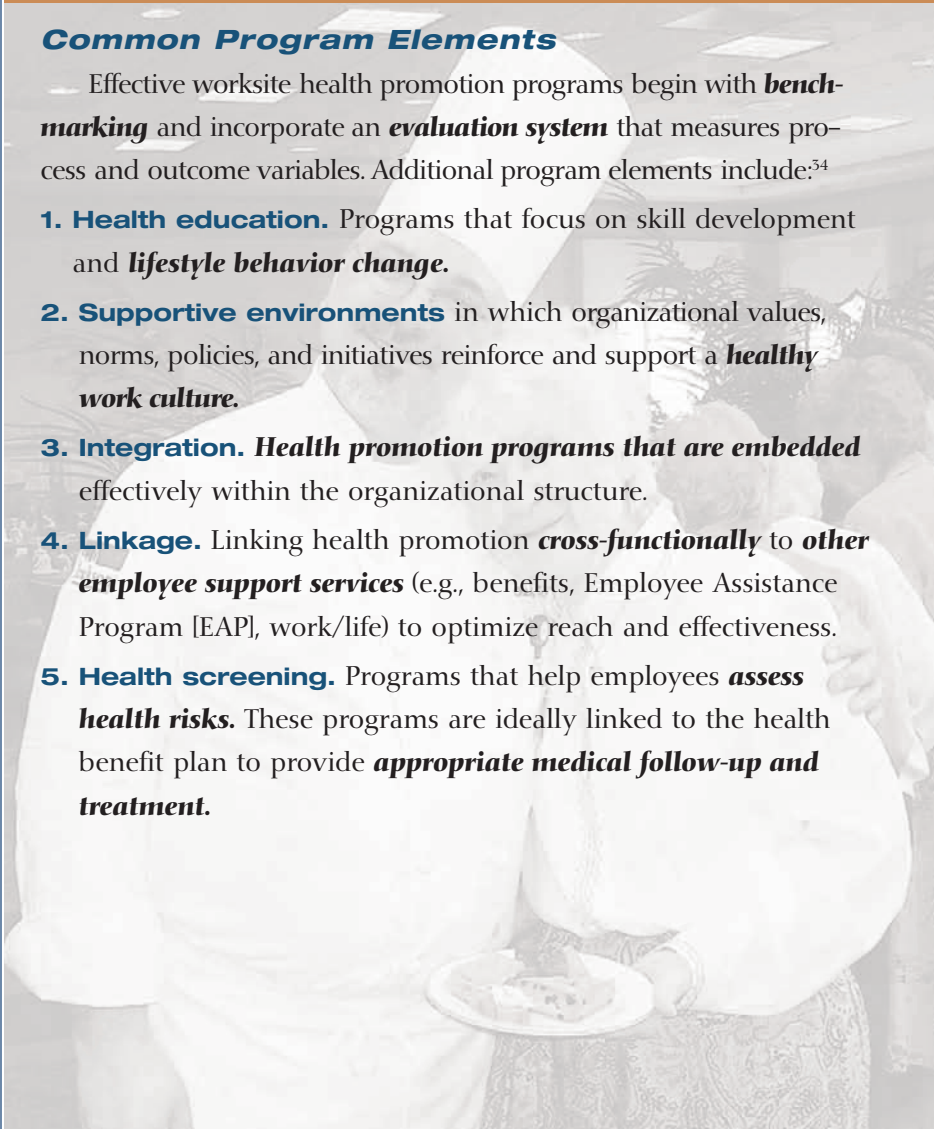 Common Program Elements
Effective worksite health promotion programs begin with bench-
marking and incorporate an evaluation system that measures pro–
cess and outcome variables. Additional program elements include:34
1. Health education. Programs that focus on skill development
and lifestyle behavior change.
2. Supportive environments in which organizational values,
norms, policies, and initiatives reinforce and support a healthy
work culture.
3. Integration. Health promotion programs that are embedded
effectively within the organizational structure.
4. Linkage. Linking health promotion cross-functionally to other
employee support services (e.g., benefits, Employee Assistance
Program [EAP], work/life) to optimize reach and effectiveness.
5. Health screening. Programs that help employees assess
health risks. These programs are ideally linked to the health
benefit plan to provide appropriate medical follow-up and
treatment.